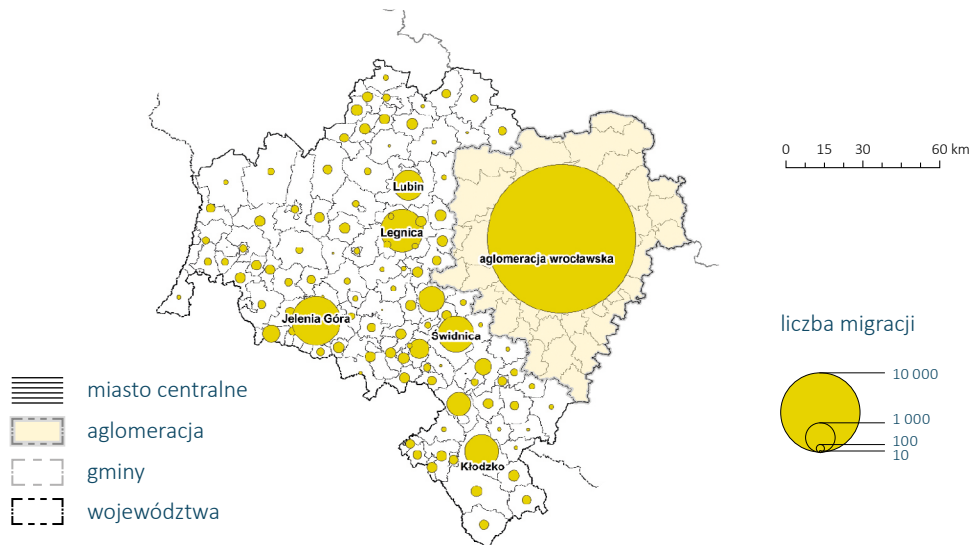 0 15 30 60 km
Lubin
Legnica
aglomeracja wrocławska
Jelenia Góra
Świdnica
Kłodzko
liczba migracji
10 000
1 000
100
10
miasto centralne
aglomeracja
gminy
województwa